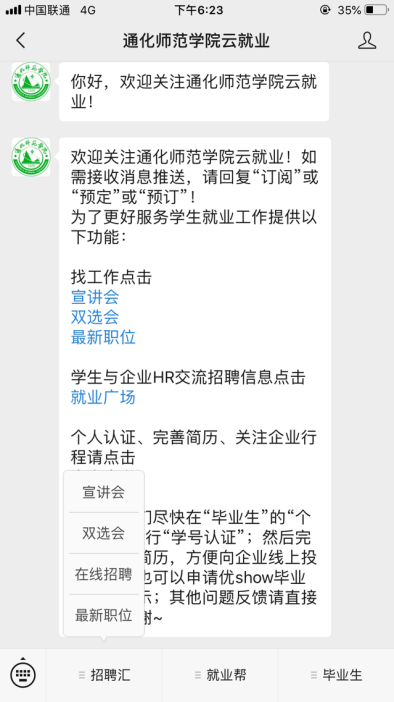 中国联通 4G 下午6:23 35%
通化师范学院云就业
你好，欢迎关注通化师范学院云就
业！
欢迎关注通化师范学院云就业！如
需接收消息推送，请回复“订阅”或
“预定”或“预订”！
为了更好服务学生就业工作提供以
下功能：
找工作点击
宣讲会
双选会
最新职位
学生与企业HR交流招聘信息点击
就业广场
个人认证、完善简历、关注企业行
程请点击
们尽快在“毕业生”的“个
行“学号认证”；然后完
简历，方便向企业线上投
也可以申请优show毕业
示；其他问题反馈请直接
谢~
宣讲会
双选会
在线招聘
最新职位
招聘汇
就业帮
毕业生